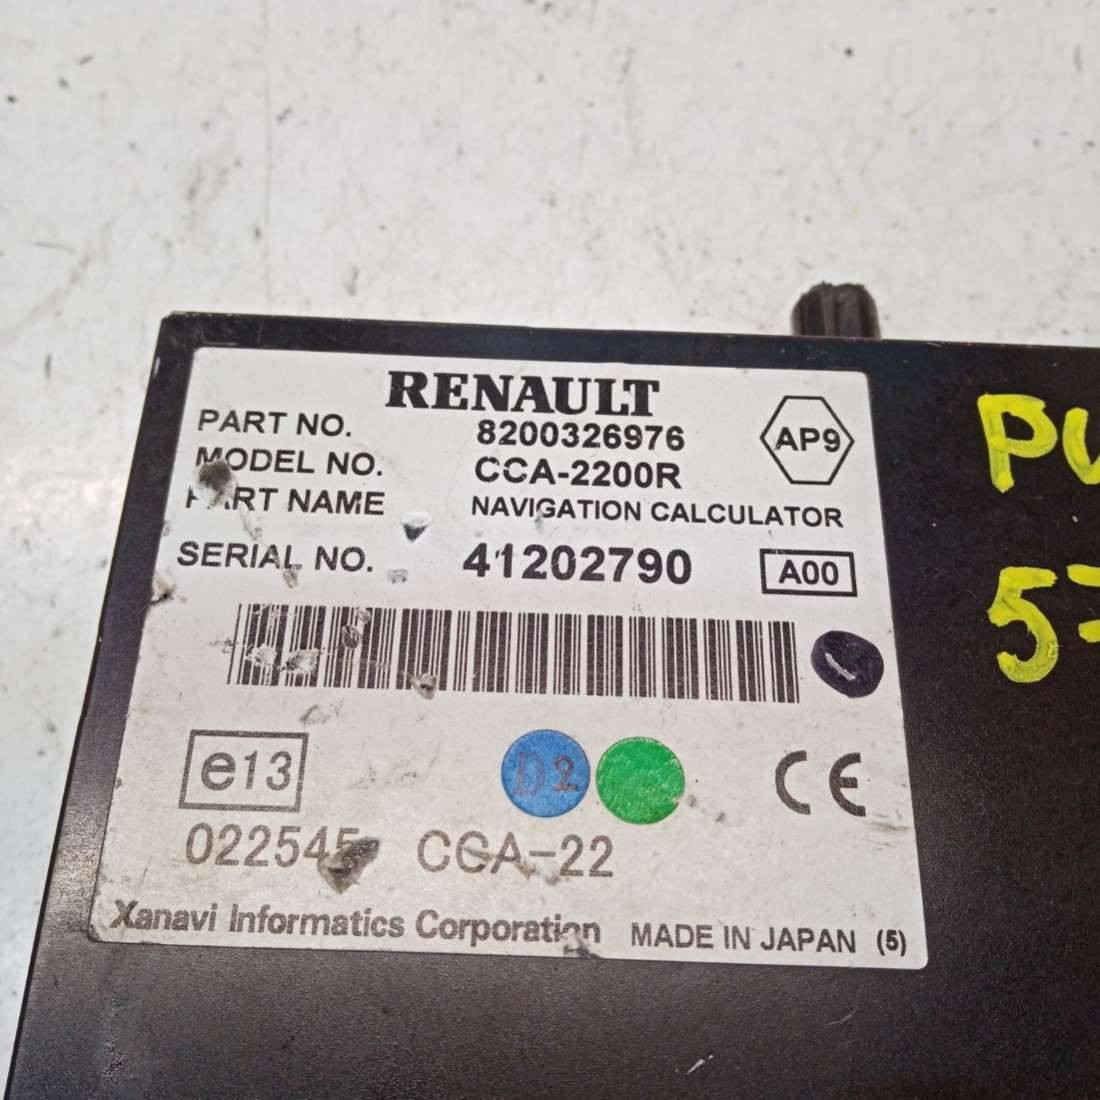 RENAULT
PART NO. 8200326976
AP9
MODEL NO. CCA-2200R
PART NAME NAVIGATION CALCULATOR
SERIAL NO. 41202790 A00
e13 D2 CE
022545 CCA-22
Xanavi Informatics Corporation MADE IN JAPAN (5)